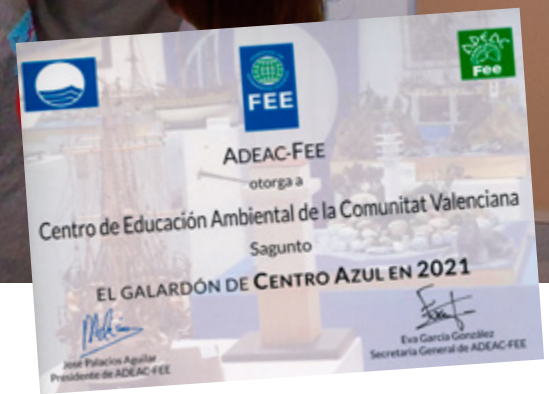 FEE
ADEAC
Fee
ADEAC-FEE
otorga a
Centro de Educación Ambiental de la Comunitat Valenciana
Sagunto
EL GALARDÓN DE CENTRO AZUL EN 2021
José Palacios Aguilar
Presidente de ADEAC-FEE
Eva García González
Secretaria General de ADEAC-FEE